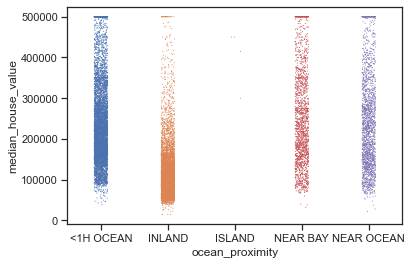 500000
400000
300000
200000
100000
0
median_house_value
<1H OCEAN INLAND ISLAND NEAR BAY NEAR OCEAN
ocean_proximity